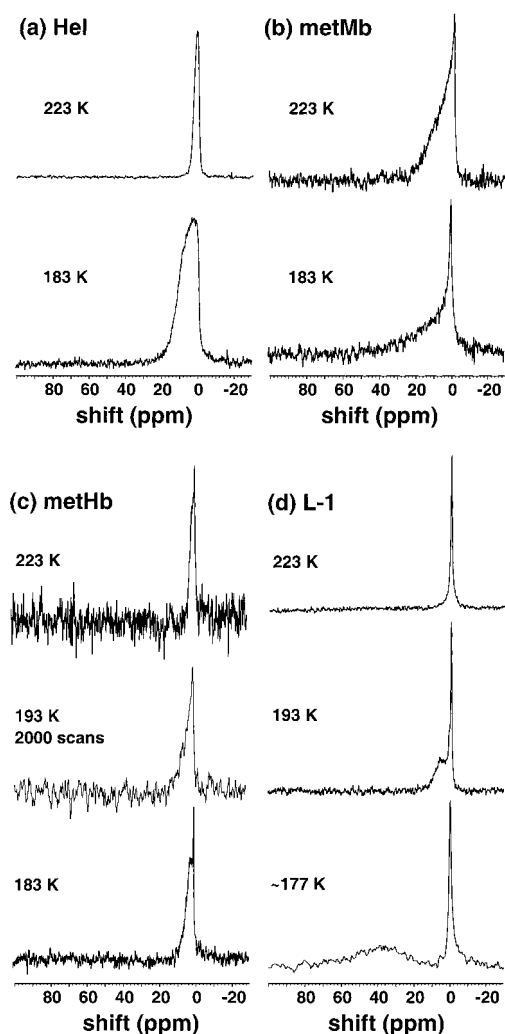 (a) Hel
223 K
183 K
80 60 40 20 0 -20
shift (ppm)
(b) metMb
223 K
183 K
80 60 40 20 0 -20
shift (ppm)
(c) metHb
223 K
193 K
2000 scans
183 K
80 60 40 20 0 -20
shift (ppm)
(d) L-1
223 K
193 K
~177 K
80 60 40 20 0 -20
shift (ppm)